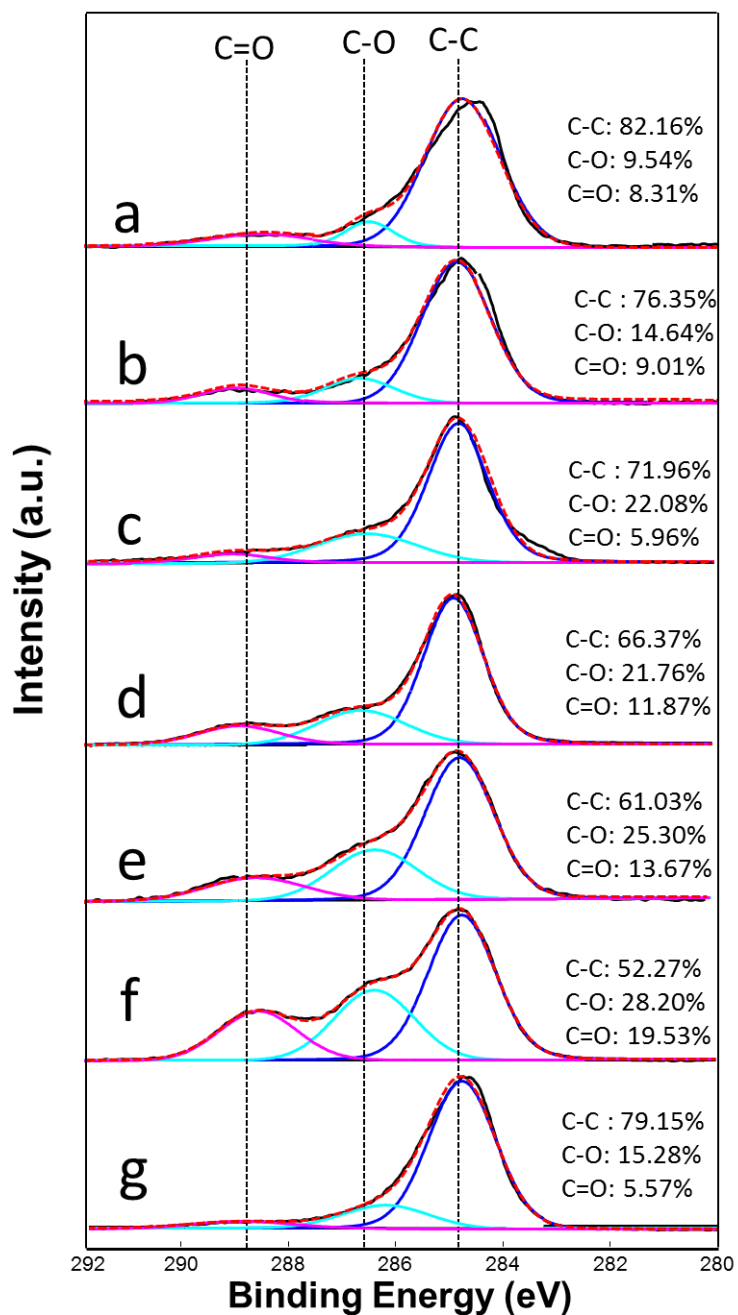 C=O C-O C-C
a
C-C: 82.16%
C-O: 9.54%
C=O: 8.31%
b
C-C : 76.35%
C-O: 14.64%
C=O: 9.01%
c
C-C : 71.96%
C-O: 22.08%
C=O: 5.96%
d
C-C: 66.37%
C-O: 21.76%
C=O: 11.87%
e
C-C: 61.03%
C-O: 25.30%
C=O: 13.67%
f
C-C: 52.27%
C-O: 28.20%
C=O: 19.53%
g
C-C : 79.15%
C-O: 15.28%
C=O: 5.57%
Intensity (a.u.)
292 290 288 286 284 282 280
Binding Energy (eV)